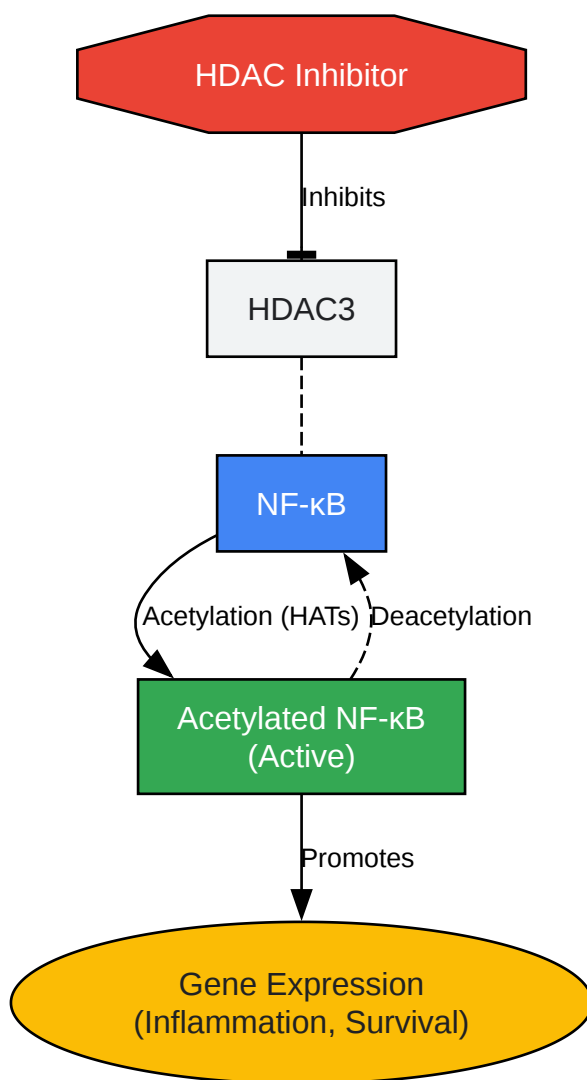 HDAC Inhibitor
Inhibits
HDAC3
NF-κB
Acetylation (HATs)
Deacetylation
Acetylated NF-κB
(Active)
Promotes
Gene Expression
(Inflammation, Survival)